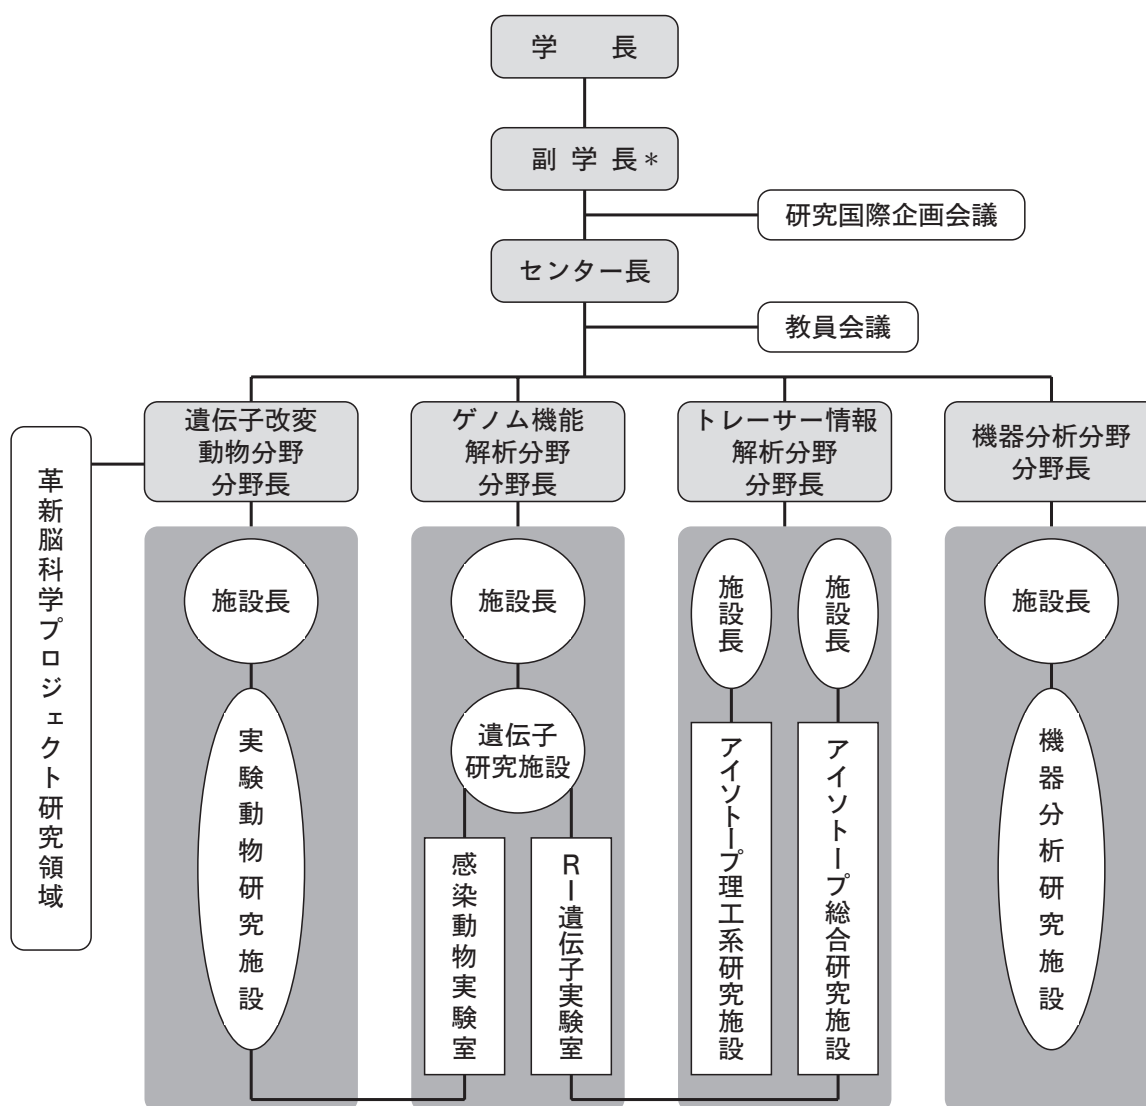 学　長
副学長＊
研究国際企画会議
センター長
教員会議
遺伝子改変
動物分野
分野長
ゲノム機能
解析分野
分野長
トレーサー情報
解析分野
分野長
機器分析分野
分野長
革新脳科学プロジェクト研究領域
施設長
施設長
施設長
施設長
施設長
実験動物研究施設
遺伝子
研究施設
感染動物実験室
RI遺伝子実験室
アイソトープ理工系研究施設
アイソトープ総合研究施設
機器分析研究施設